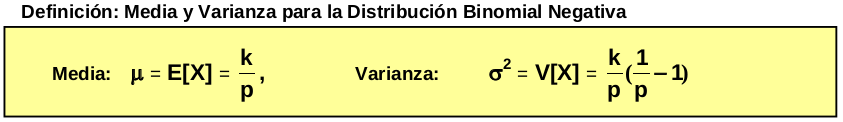 Definición: Media y Varianza para la Distribución Binomial Negativa
Media: μ = E[X] = k/p , Varianza: σ² = V[X] = k/p(1/p − 1)